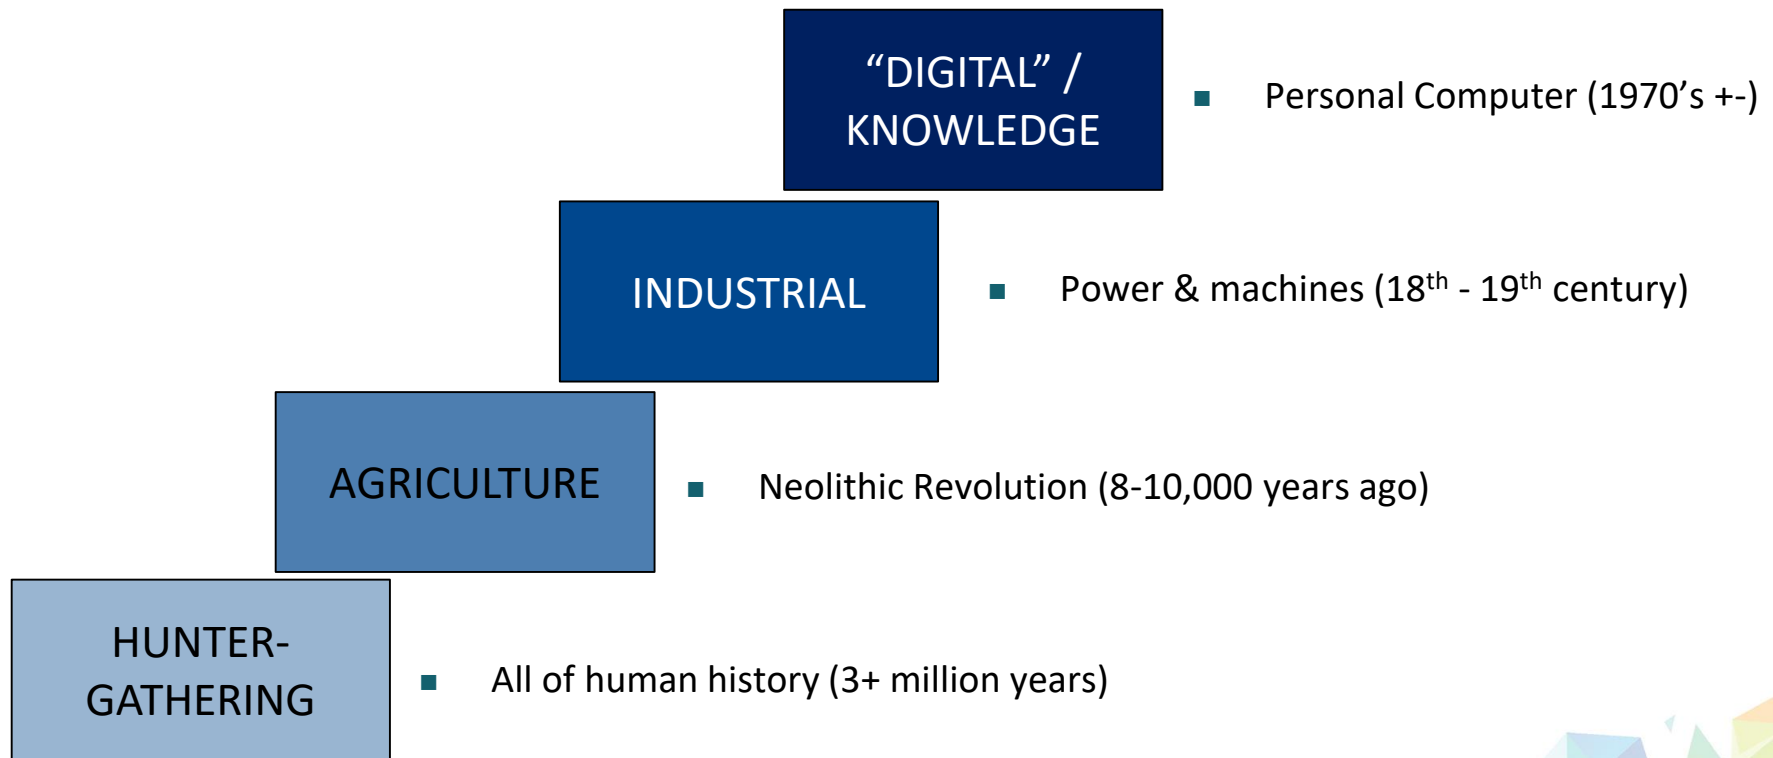 “DIGITAL” /
KNOWLEDGE
▪ Personal Computer (1970’s +-)
INDUSTRIAL
▪ Power & machines (18th - 19th century)
AGRICULTURE
▪ Neolithic Revolution (8-10,000 years ago)
HUNTER-
GATHERING
▪ All of human history (3+ million years)